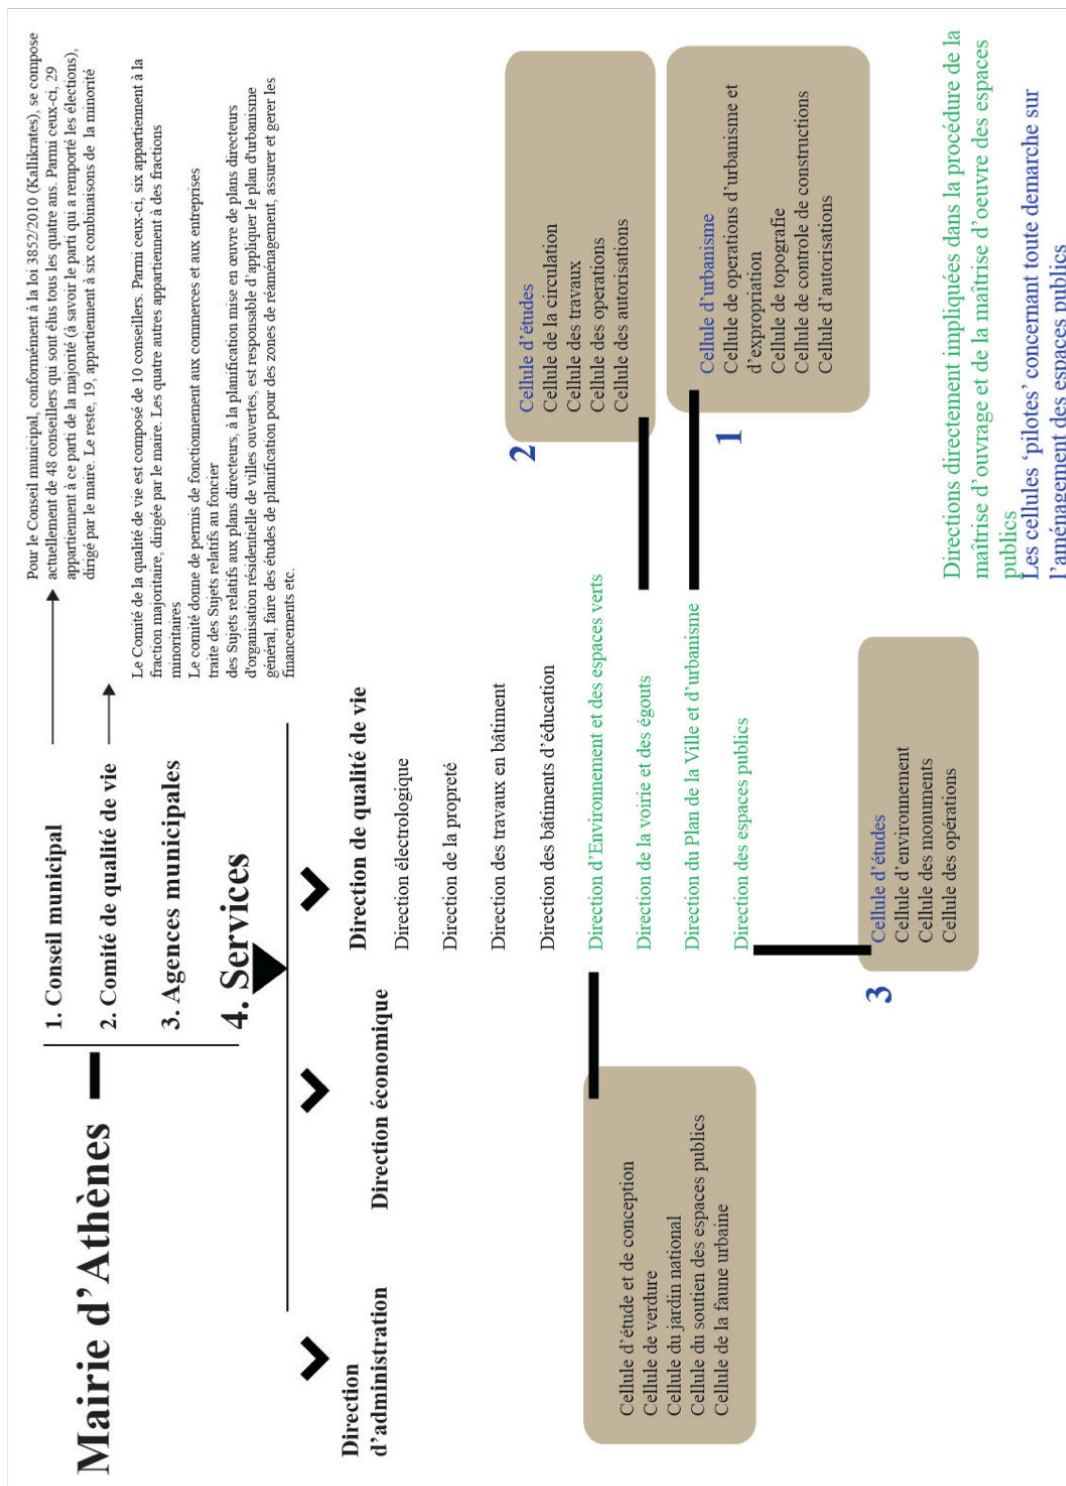 Mairie d'Athènes
1. Conseil municipal
2. Comité de qualité de vie
3. Agences municipales
4. Services
Pour le Conseil municipal, conformément à la loi 3852/2010 (Kallikrates), se compose
actuellement de 48 conseillers qui sont élus tous les quatre ans. Parmi ceux-ci, 29
appartiennent à ce parti de la majorité (à savoir le parti qui a remporté les élections),
dirigé par le maire. Le reste, 19, appartiennent à six combinaisons de la minorité
Le Comité de la qualité de vie est composé de 10 conseillers. Parmi ceux-ci, six appartiennent à la
fraction majoritaire, dirigée par le maire. Les quatre autres appartiennent à des fractions
minoritaires
Le comité donne de permis de fonctionnement aux commerces et aux entreprises
traite des Sujets relatifs au foncier
des Sujets relatifs aux plans directeurs, à la planification mise en œuvre de plans directeurs
d'organisation résidentielle de villes ouvertes, est responsable d'appliquer le plan d'urbanisme
général, faire des études de planification pour des zones de réaménagement, assurer et gerer les
financements etc.
Direction
d'administration
Direction économique
Direction de qualité de vie
Direction électrologique
Direction de la propreté
Direction des travaux en bâtiment
Direction des bâtiments d'éducation
Direction d'Environnement et des espaces verts
Direction de la voirie et des égouts
Direction du Plan de la Ville et d'urbanisme
Direction des espaces publics
2
Cellule d'études
Cellule de la circulation
Cellule des travaux
Cellule des operations
Cellule des autorisations
1
Cellule d'urbanisme
Cellule de operations d'urbanisme et
d'expropriation
Cellule de topografie
Cellule de controle de constructions
Cellule d'autorisations
Cellule d'étude et de conception
Cellule de verdure
Cellule du jardin national
Cellule du soutien des espaces publics
Cellule de la faune urbaine
3
Cellule d'études
Cellule d'environnement
Cellule des monuments
Cellule des opérations
Directions directement impliquées dans la procédure de la
maîtrise d'ouvrage et de la maîtrise d'oeuvre des espaces
publics
Les cellules 'pilotes' concernant toute demarche sur
l'aménagement des espaces publics